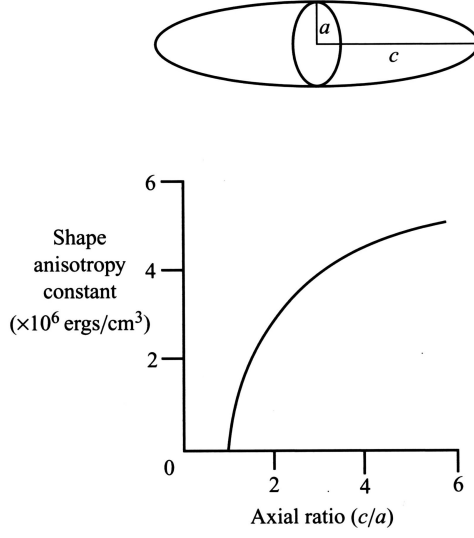 a
c
6
Shape
anisotropy
constant
(×10⁶ ergs/cm³)
4
2
0
2
4
6
Axial ratio (c/a)